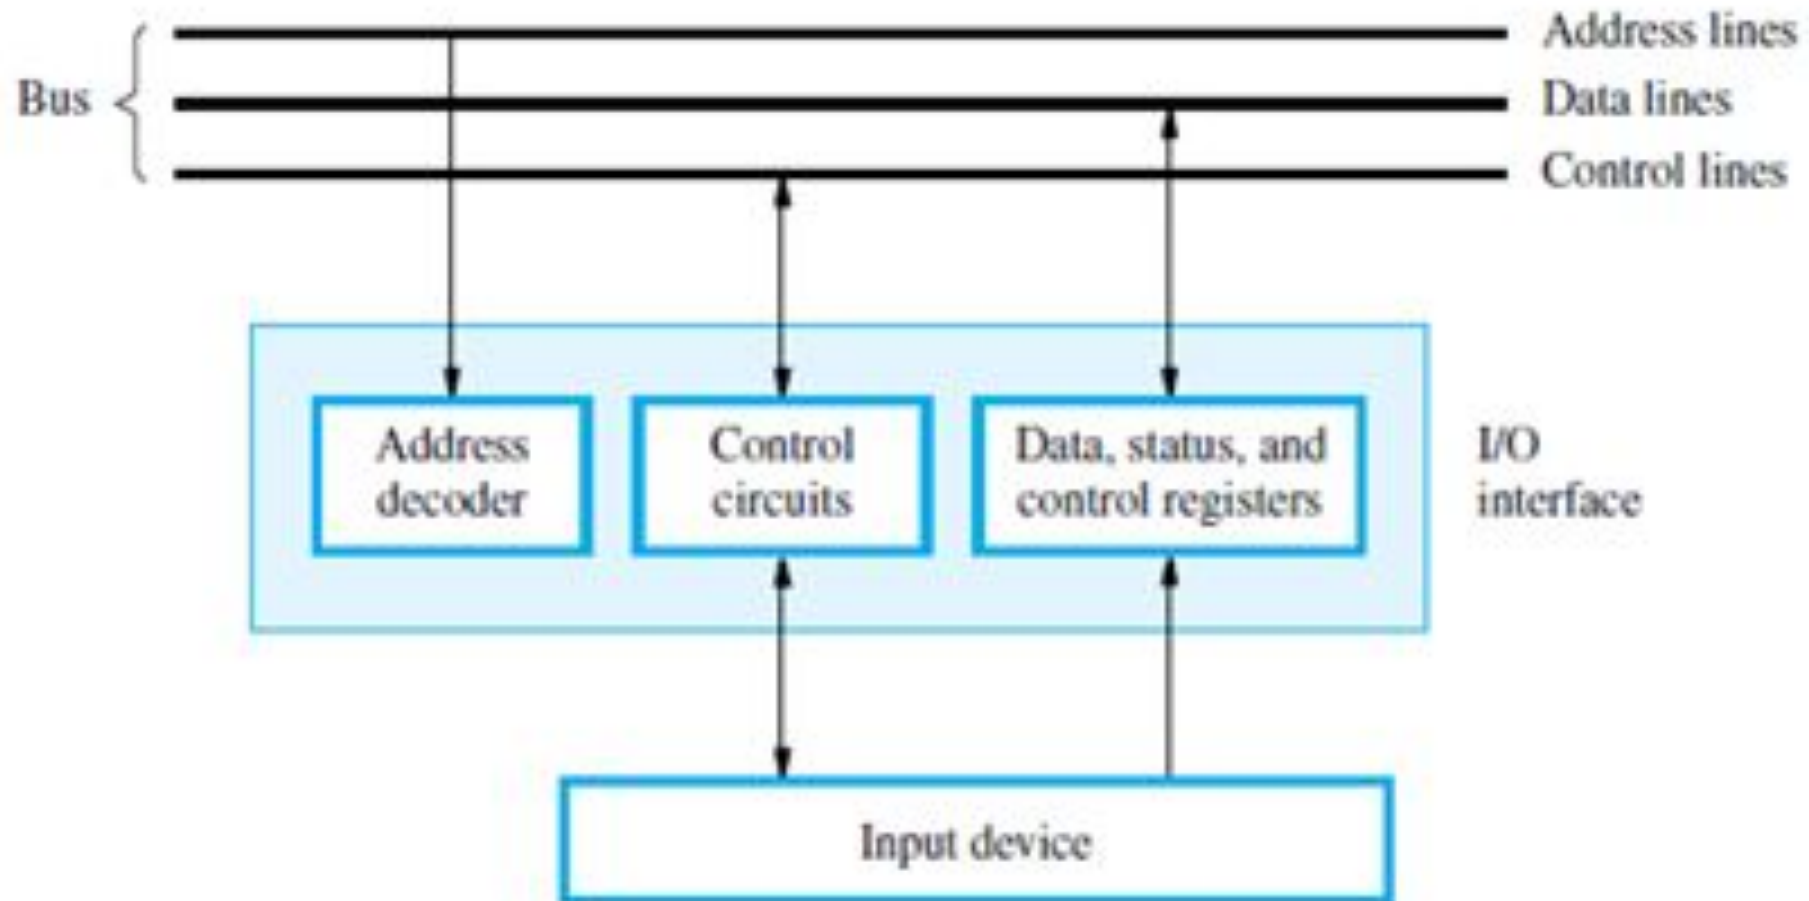 Address lines
Bus
Data lines
Control lines
Address
decoder
Control
circuits
Data, status, and
control registers
I/O
interface
Input device